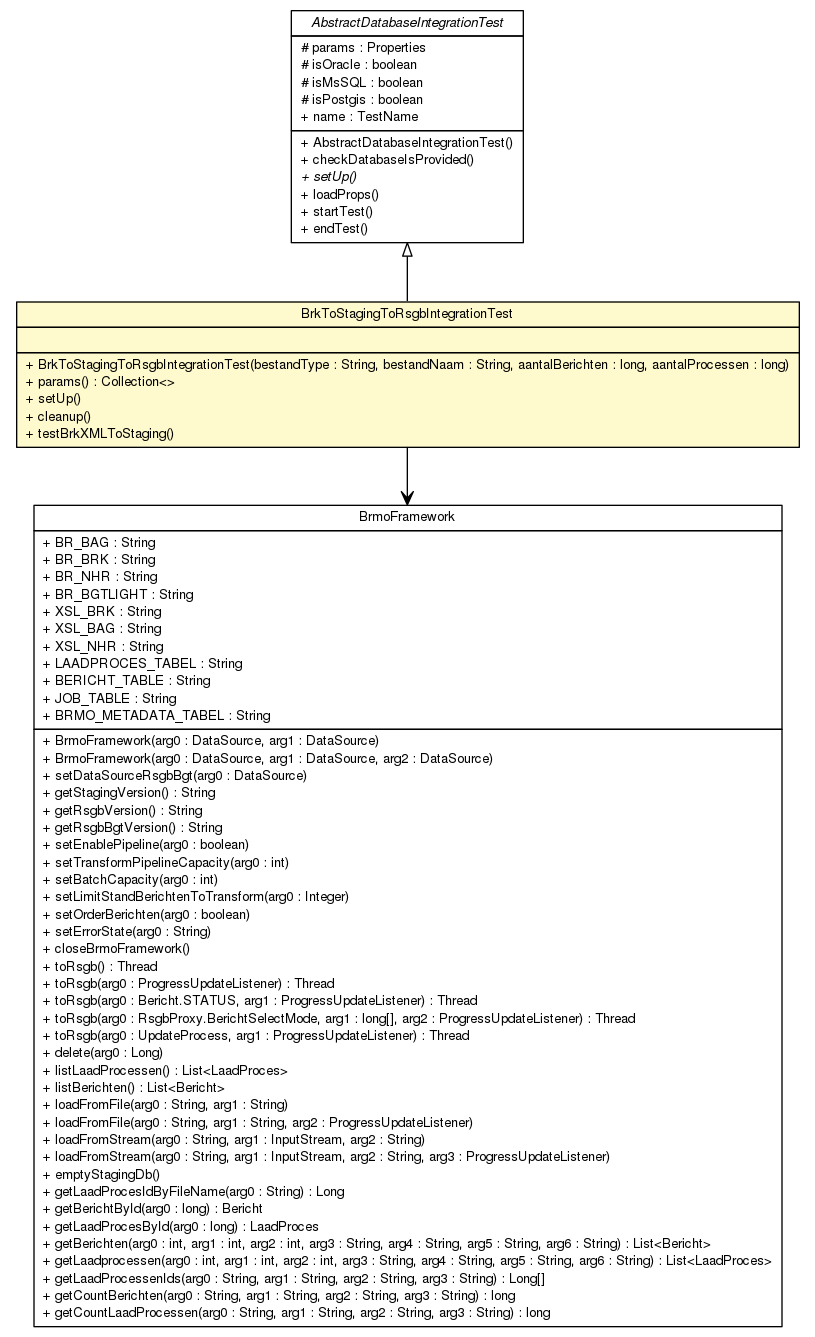 AbstractDatabaseIntegrationTest
# params : Properties
# isOracle : boolean
# isMsSQL : boolean
# isPostgis : boolean
+ name : TestName
+ AbstractDatabaseIntegrationTest()
+ checkDatabaseIsProvided()
+ setUp()
+ loadProps()
+ startTest()
+ endTest()
BrkToStagingToRsgbIntegrationTest
+ BrkToStagingToRsgbIntegrationTest(bestandType : String, bestandNaam : String, aantalBerichten : long, aantalProcessen : long)
+ params() : Collection<>
+ setUp()
+ cleanup()
+ testBrkXMLToStaging()
BrmoFramework
+ BR_BAG : String
+ BR_BRK : String
+ BR_NHR : String
+ BR_BGTLIGHT : String
+ XSL_BRK : String
+ XSL_BAG : String
+ XSL_NHR : String
+ LAADPROCES_TABEL : String
+ BERICHT_TABLE : String
+ JOB_TABLE : String
+ BRMO_METADATA_TABEL : String
+ BrmoFramework(arg0 : DataSource, arg1 : DataSource)
+ BrmoFramework(arg0 : DataSource, arg1 : DataSource, arg2 : DataSource)
+ setDataSourceRsgbBgt(arg0 : DataSource)
+ getStagingVersion() : String
+ getRsgbVersion() : String
+ getRsgbBgtVersion() : String
+ setEnablePipeline(arg0 : boolean)
+ setTransformPipelineCapacity(arg0 : int)
+ setBatchCapacity(arg0 : int)
+ setLimitStandBerichtenToTransform(arg0 : Integer)
+ setOrderBerichten(arg0 : boolean)
+ setErrorState(arg0 : String)
+ closeBrmoFramework()
+ toRsgb() : Thread
+ toRsgb(arg0 : ProgressUpdateListener) : Thread
+ toRsgb(arg0 : Bericht.STATUS, arg1 : ProgressUpdateListener) : Thread
+ toRsgb(arg0 : RsgbProxy.BerichtSelectMode, arg1 : long[], arg2 : ProgressUpdateListener) : Thread
+ toRsgb(arg0 : UpdateProcess, arg1 : ProgressUpdateListener) : Thread
+ delete(arg0 : Long)
+ listLaadProcessen() : List<LaadProces>
+ listBerichten() : List<Bericht>
+ loadFromFile(arg0 : String, arg1 : String)
+ loadFromFile(arg0 : String, arg1 : String, arg2 : ProgressUpdateListener)
+ loadFromStream(arg0 : String, arg1 : InputStream, arg2 : String)
+ loadFromStream(arg0 : String, arg1 : InputStream, arg2 : String, arg3 : ProgressUpdateListener)
+ emptyStagingDb()
+ getLaadProcesIdByFileName(arg0 : String) : Long
+ getBerichtById(arg0 : long) : Bericht
+ getLaadProcesById(arg0 : long) : LaadProces
+ getBerichten(arg0 : int, arg1 : int, arg2 : int, arg3 : String, arg4 : String, arg5 : String, arg6 : String) : List<Bericht>
+ getLaadprocessen(arg0 : int, arg1 : int, arg2 : int, arg3 : String, arg4 : String, arg5 : String, arg6 : String) : List<LaadProces>
+ getLaadProcessenIds(arg0 : String, arg1 : String, arg2 : String, arg3 : String) : Long[]
+ getCountBerichten(arg0 : String, arg1 : String, arg2 : String, arg3 : String) : long
+ getCountLaadProcessen(arg0 : String, arg1 : String, arg2 : String, arg3 : String) : long